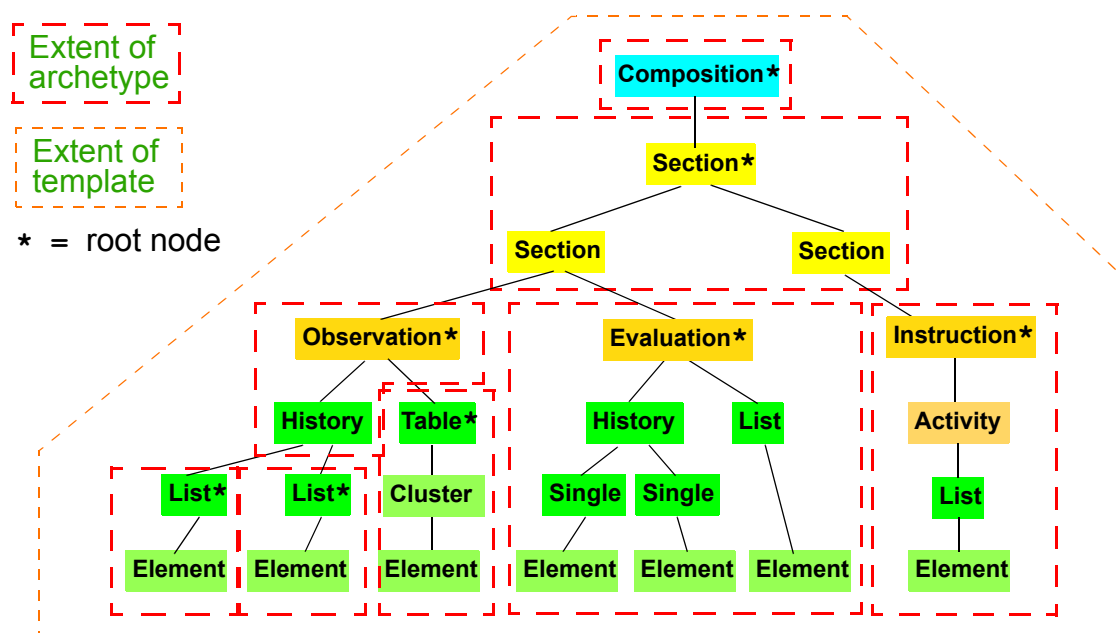 Extent of
archetype
Extent of
template
* = root node
Composition*
Section*
Section Section
Observation* Evaluation* Instruction*
History Table* History List Activity
List* List* Cluster Single Single List
Element Element Element Element Element Element Element